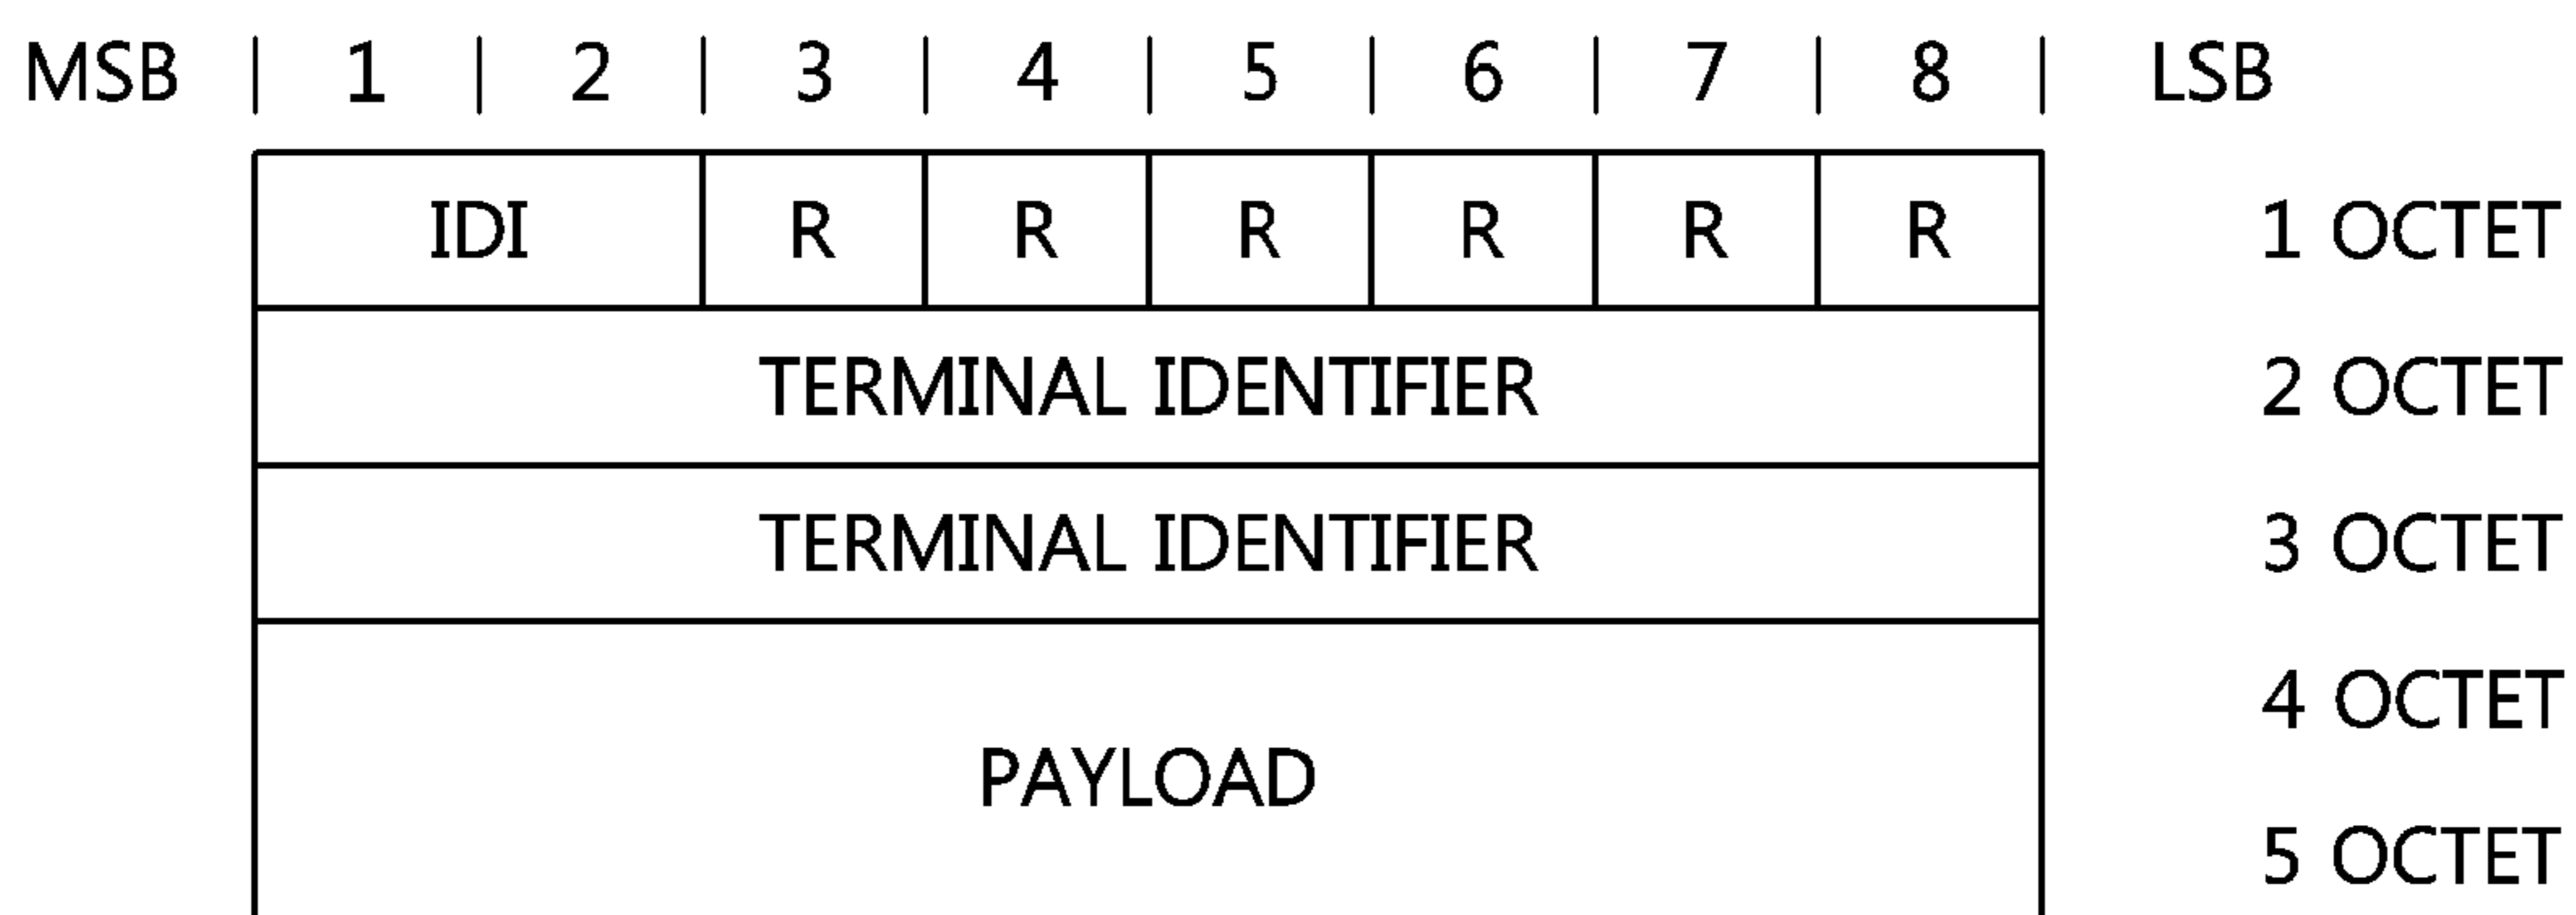 MSB | 1 | 2 | 3 | 4 | 5 | 6 | 7 | 8 | LSB
IDI R R R R R R 1 OCTET
TERMINAL IDENTIFIER 2 OCTET
TERMINAL IDENTIFIER 3 OCTET
4 OCTET
PAYLOAD
5 OCTET